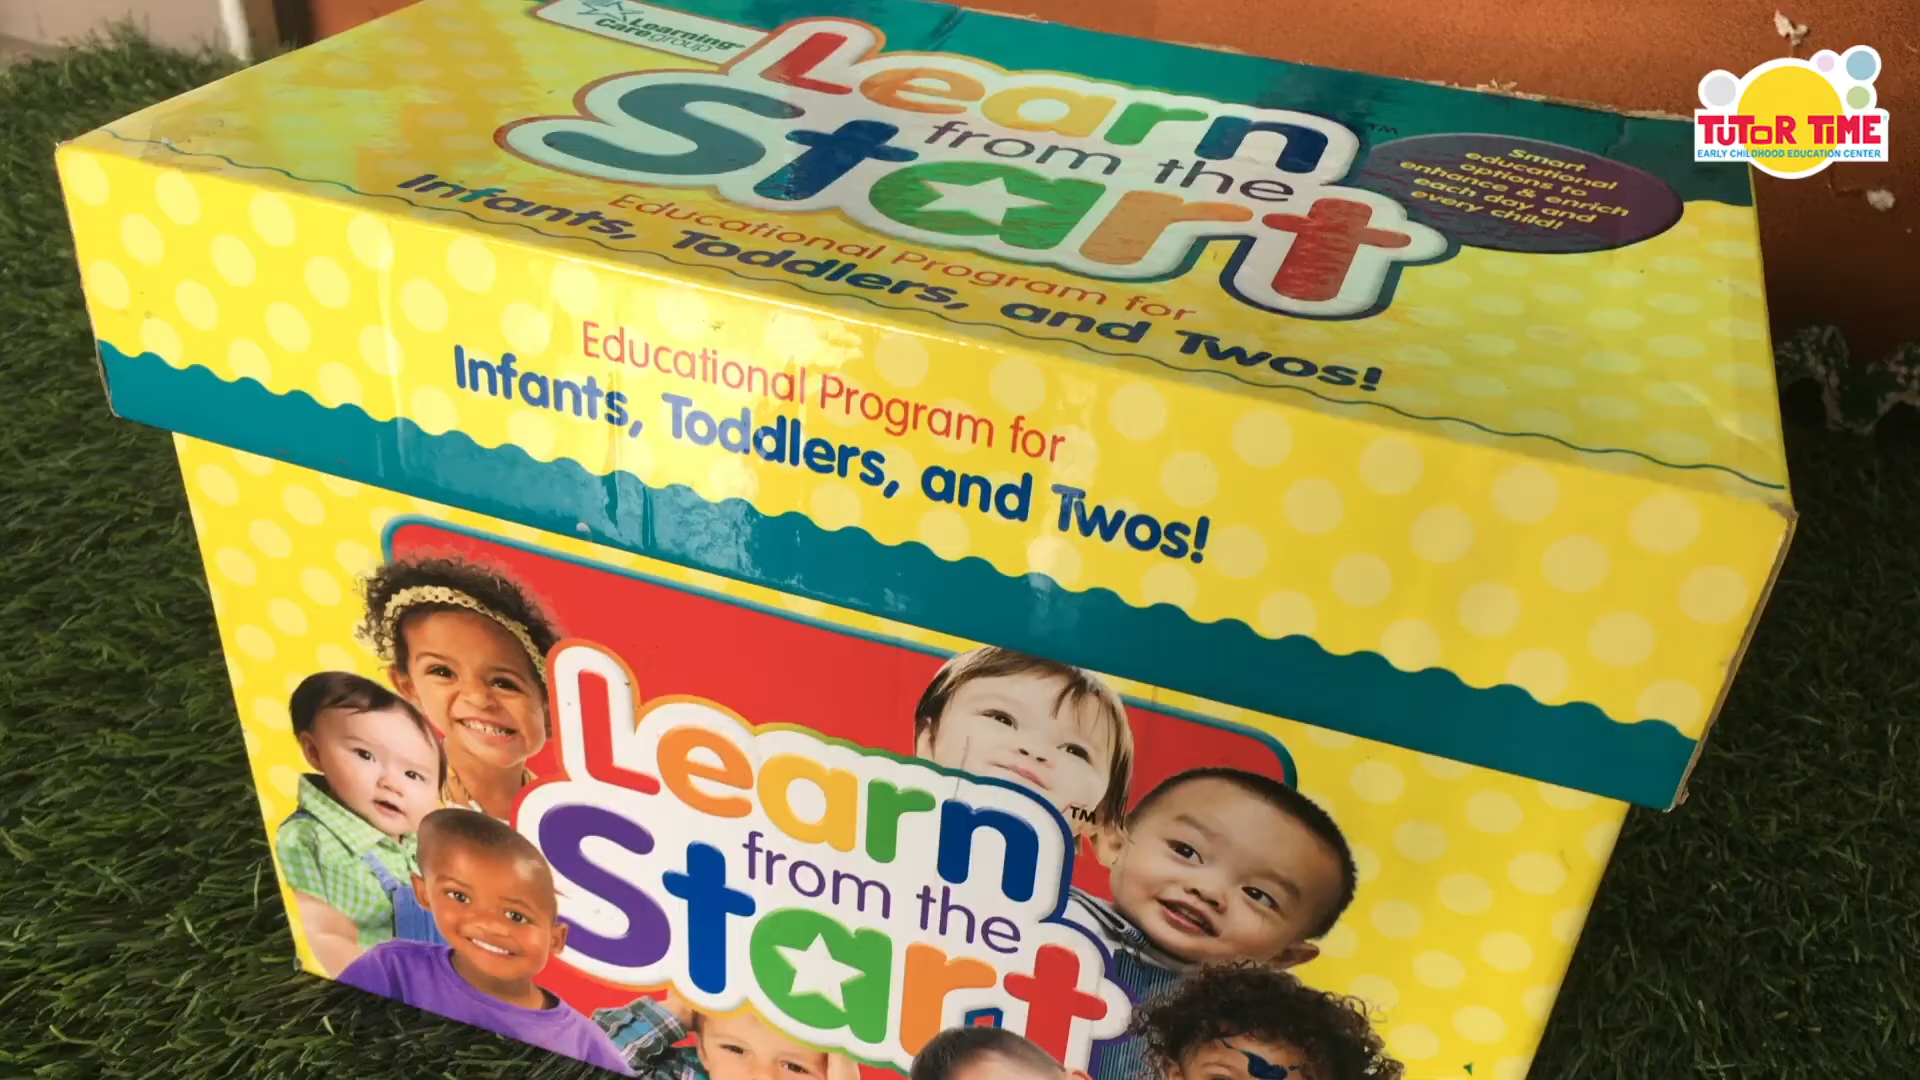 Learning
Care group
Learn
from the
Start
TM
Smart
educational
options to
enhance & enrich
each day and
every child!
Educational Program for
Infants, Toddlers, and Twos!
TUTOR TIME
EARLY CHILDHOOD EDUCATION CENTER
Educational Program for
Infants, Toddlers, and Twos!
Learn
TM
from the
Start